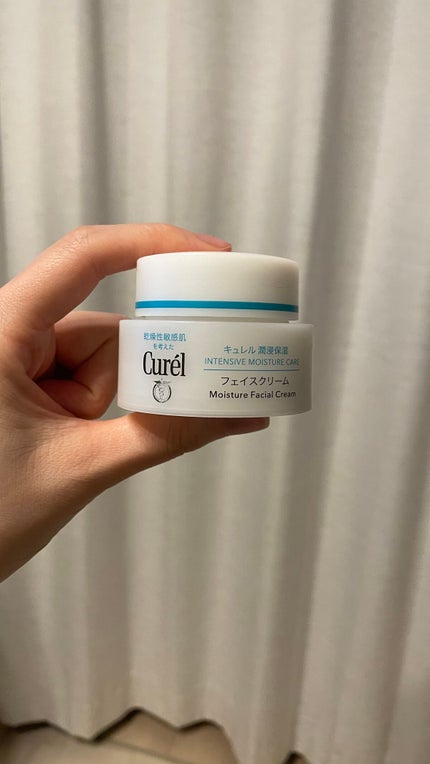 乾燥性敏感肌
を考えた
Curél
キュレル 潤浸保湿
INTENSIVE MOISTURE CARE
フェイスクリーム
Moisture Facial Cream